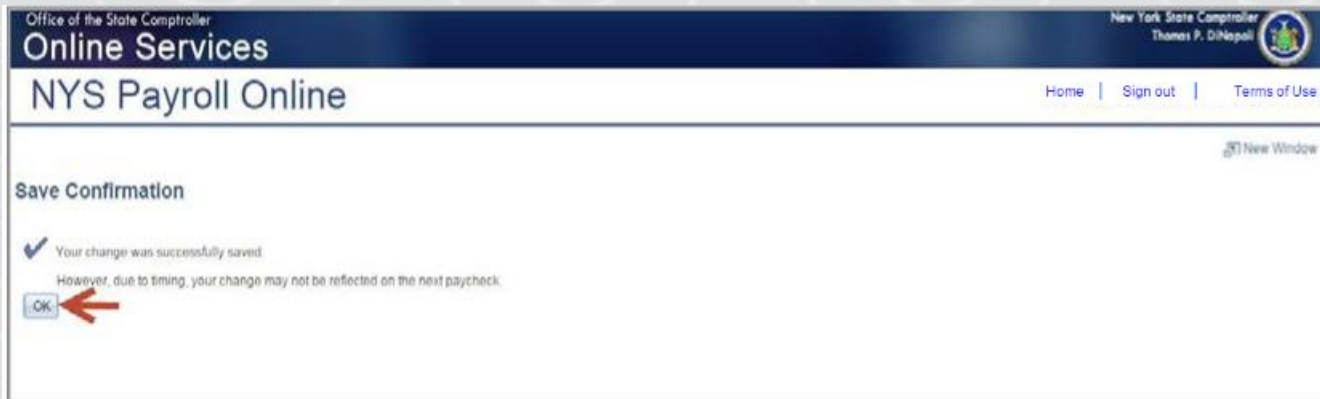 Office of the State Comptroller
Online Services
New York State Comptroller
Thomas P. DiNapoli
NYS Payroll Online
Home | Sign out | Terms of Use
New Window
Save Confirmation
Your change was successfully saved.
However, due to timing, your change may not be reflected on the next paycheck.
OK